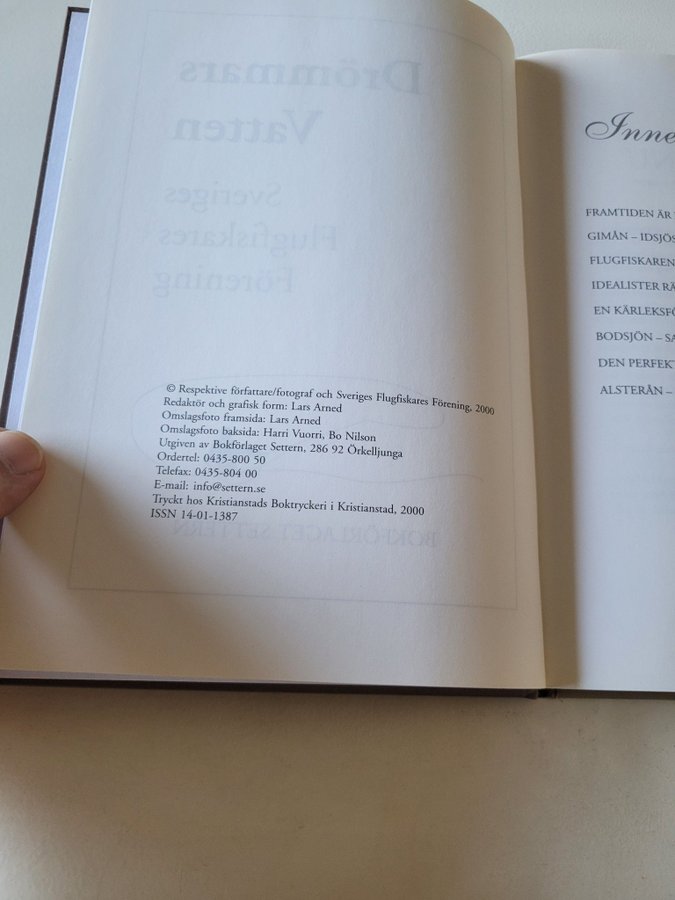 © Respektive författare/fotograf och Sveriges Flugfiskares Förening, 2000
Redaktör och grafisk form: Lars Arned
Omslagsfoto framsida: Lars Arned
Omslagsfoto baksida: Harri Vuorri, Bo Nilson
Utgiven av Bokförlaget Settern, 286 92 Örkelljunga
Ordertel: 0435-800 50
Telefax: 0435-804 00
E-mail: info@settern.se
Tryckt hos Kristianstads Boktryckeri i Kristianstad, 2000
ISSN 14-01-1387
Drömmars
Vatten
Sveriges
Flugfiskares
Förening
BOKFÖRLAGET SETTERN
Inne
FRAMTIDEN ÄR
GIMÅN – IDSJÖS
FLUGFISKAREN
IDEALISTER RÄ
EN KÄRLEKSFÖ
BODSJÖN – SA
DEN PERFEKT
ALSTERÅN –